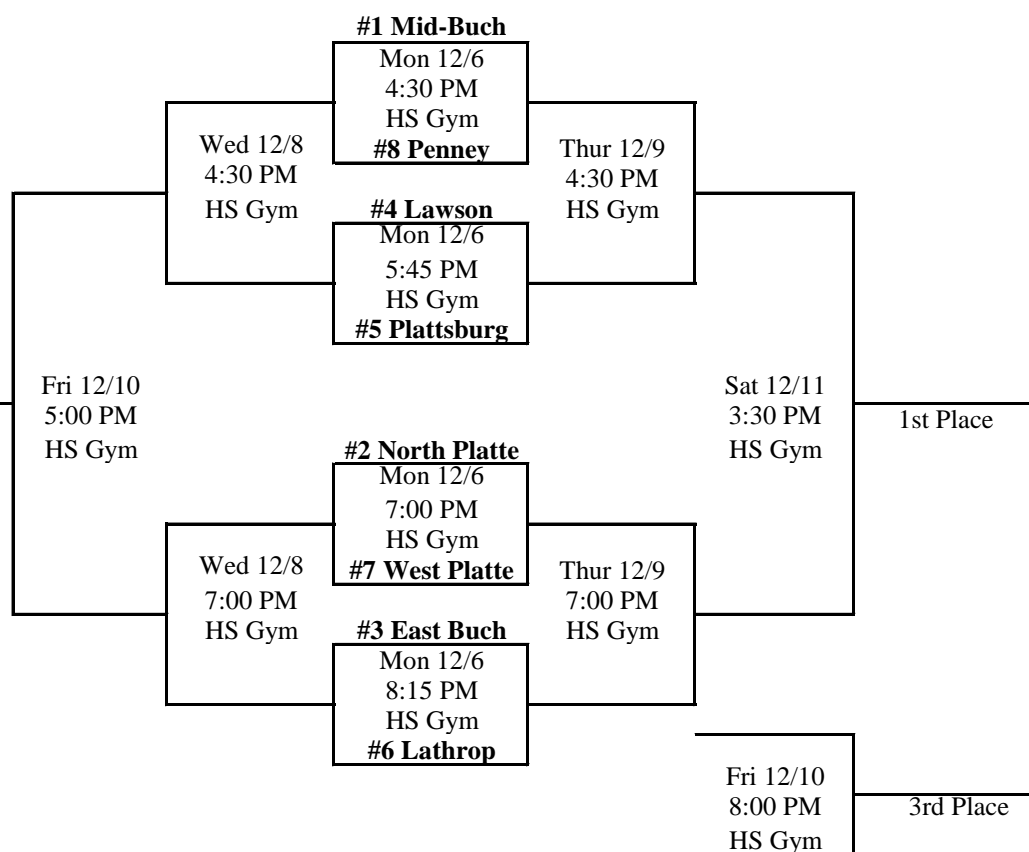 #1 Mid-Buch
Mon 12/6
4:30 PM
HS Gym
#8 Penney
Wed 12/8
4:30 PM
HS Gym
Thur 12/9
4:30 PM
HS Gym
#4 Lawson
Mon 12/6
5:45 PM
HS Gym
#5 Plattsburg
Fri 12/10
5:00 PM
HS Gym
Sat 12/11
3:30 PM
HS Gym
1st Place
#2 North Platte
Mon 12/6
7:00 PM
HS Gym
#7 West Platte
Wed 12/8
7:00 PM
HS Gym
Thur 12/9
7:00 PM
HS Gym
#3 East Buch
Mon 12/6
8:15 PM
HS Gym
#6 Lathrop
Fri 12/10
8:00 PM
HS Gym
3rd Place